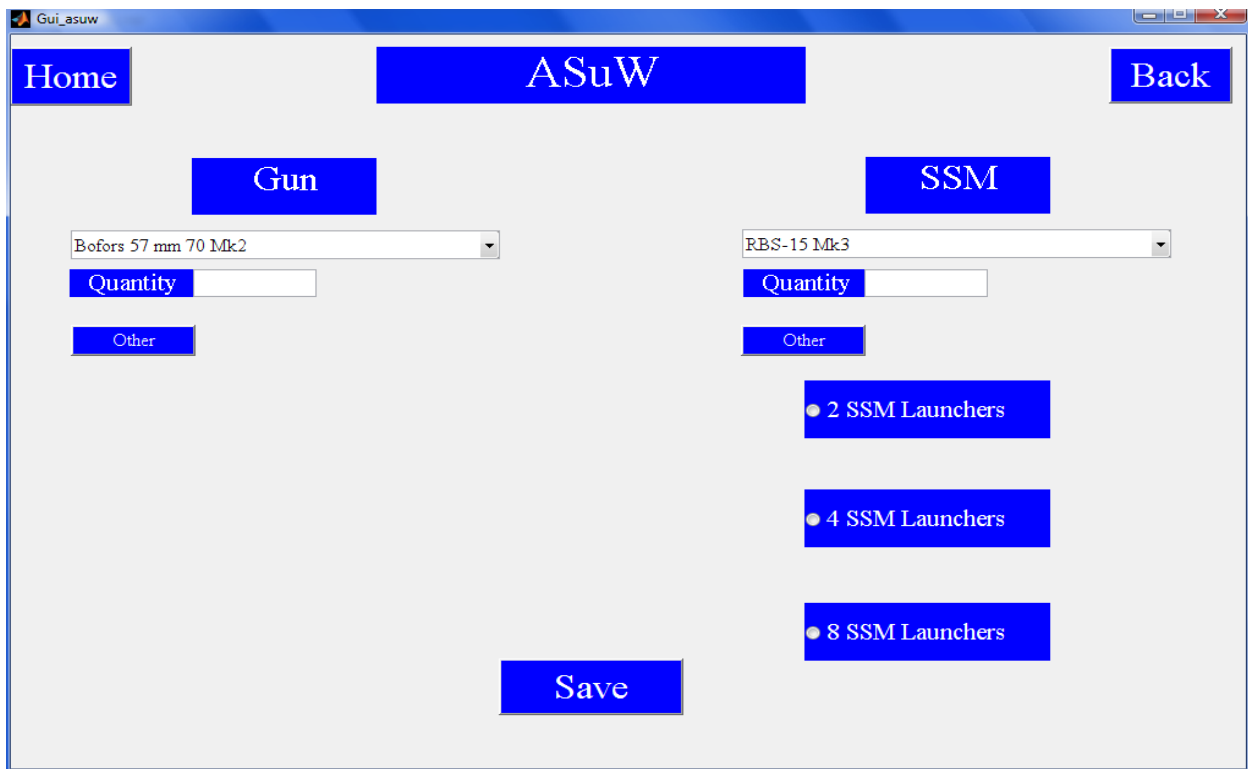 Gui_asuw
Home
ASuW
Back
Gun
SSM
Bofors 57 mm 70 Mk2
RBS-15 Mk3
Quantity
Quantity
Other
Other
2 SSM Launchers
4 SSM Launchers
8 SSM Launchers
Save